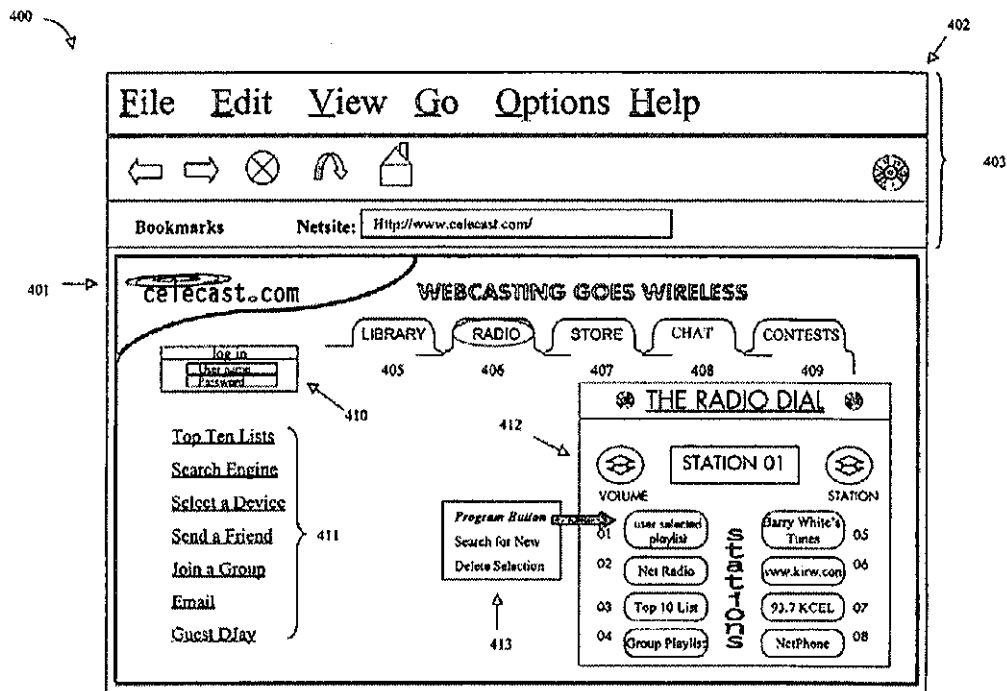 400
402
File Edit View Go Options Help
403
Bookmarks Netsite: Http://www.celecast.com/
401
celecast.com WEBCASTING GOES WIRELESS
LIBRARY RADIO STORE CHAT CONTESTS
405 406 407 408 409
log in
User name
Password
410
THE RADIO DIAL
412
Top Ten Lists
Search Engine
Select a Device
Send a Friend
Join a Group
Email
Guest DJay
411
STATION 01
VOLUME STATION
Program Button
Search for New
Delete Selection
413
01 user selected playlist
02 Net Radio
03 Top 10 List
04 Group Playlist
Stations
Barry White's Tunes 05
www.kirw.com 06
93.7 KCEL 07
NetPhone 08